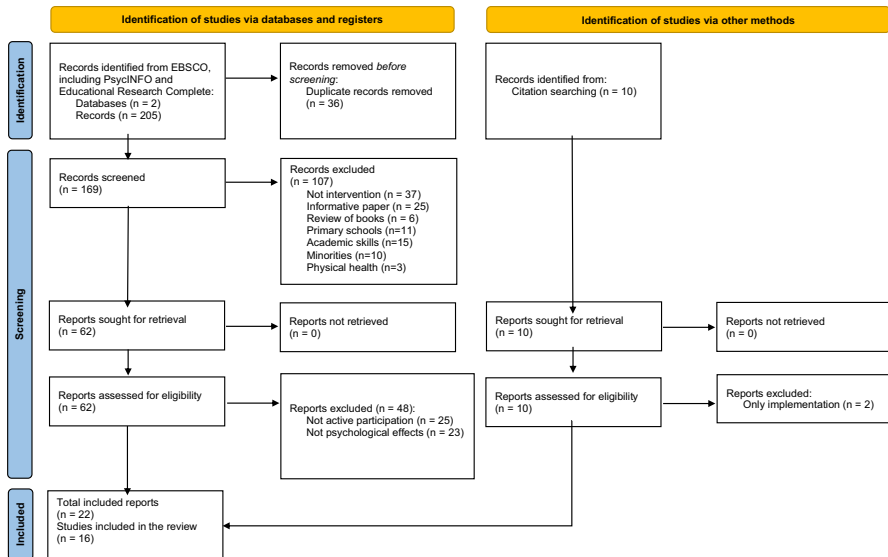 Identification of studies via databases and registers
Identification of studies via other methods
Identification
Records identified from EBSCO,
including PsycINFO and
Educational Research Complete:
Databases (n = 2)
Records (n = 205)
Records removed before
screening:
Duplicate records removed
(n = 36)
Records identified from:
Citation searching (n = 10)
Screening
Records screened
(n = 169)
Records excluded
(n = 107)
Not intervention (n = 37)
Informative paper (n = 25)
Review of books (n = 6)
Primary schools (n=11)
Academic skills (n=15)
Minorities (n=10)
Physical health (n=3)
Reports sought for retrieval
(n = 62)
Reports not retrieved
(n = 0)
Reports sought for retrieval
(n = 10)
Reports not retrieved
(n = 0)
Reports assessed for eligibility
(n = 62)
Reports excluded (n = 48):
Not active participation (n = 25)
Not psychological effects (n = 23)
Reports assessed for eligibility
(n = 10)
Reports excluded:
Only implementation (n = 2)
Included
Total included reports
(n = 22)
Studies included in the review
(n = 16)